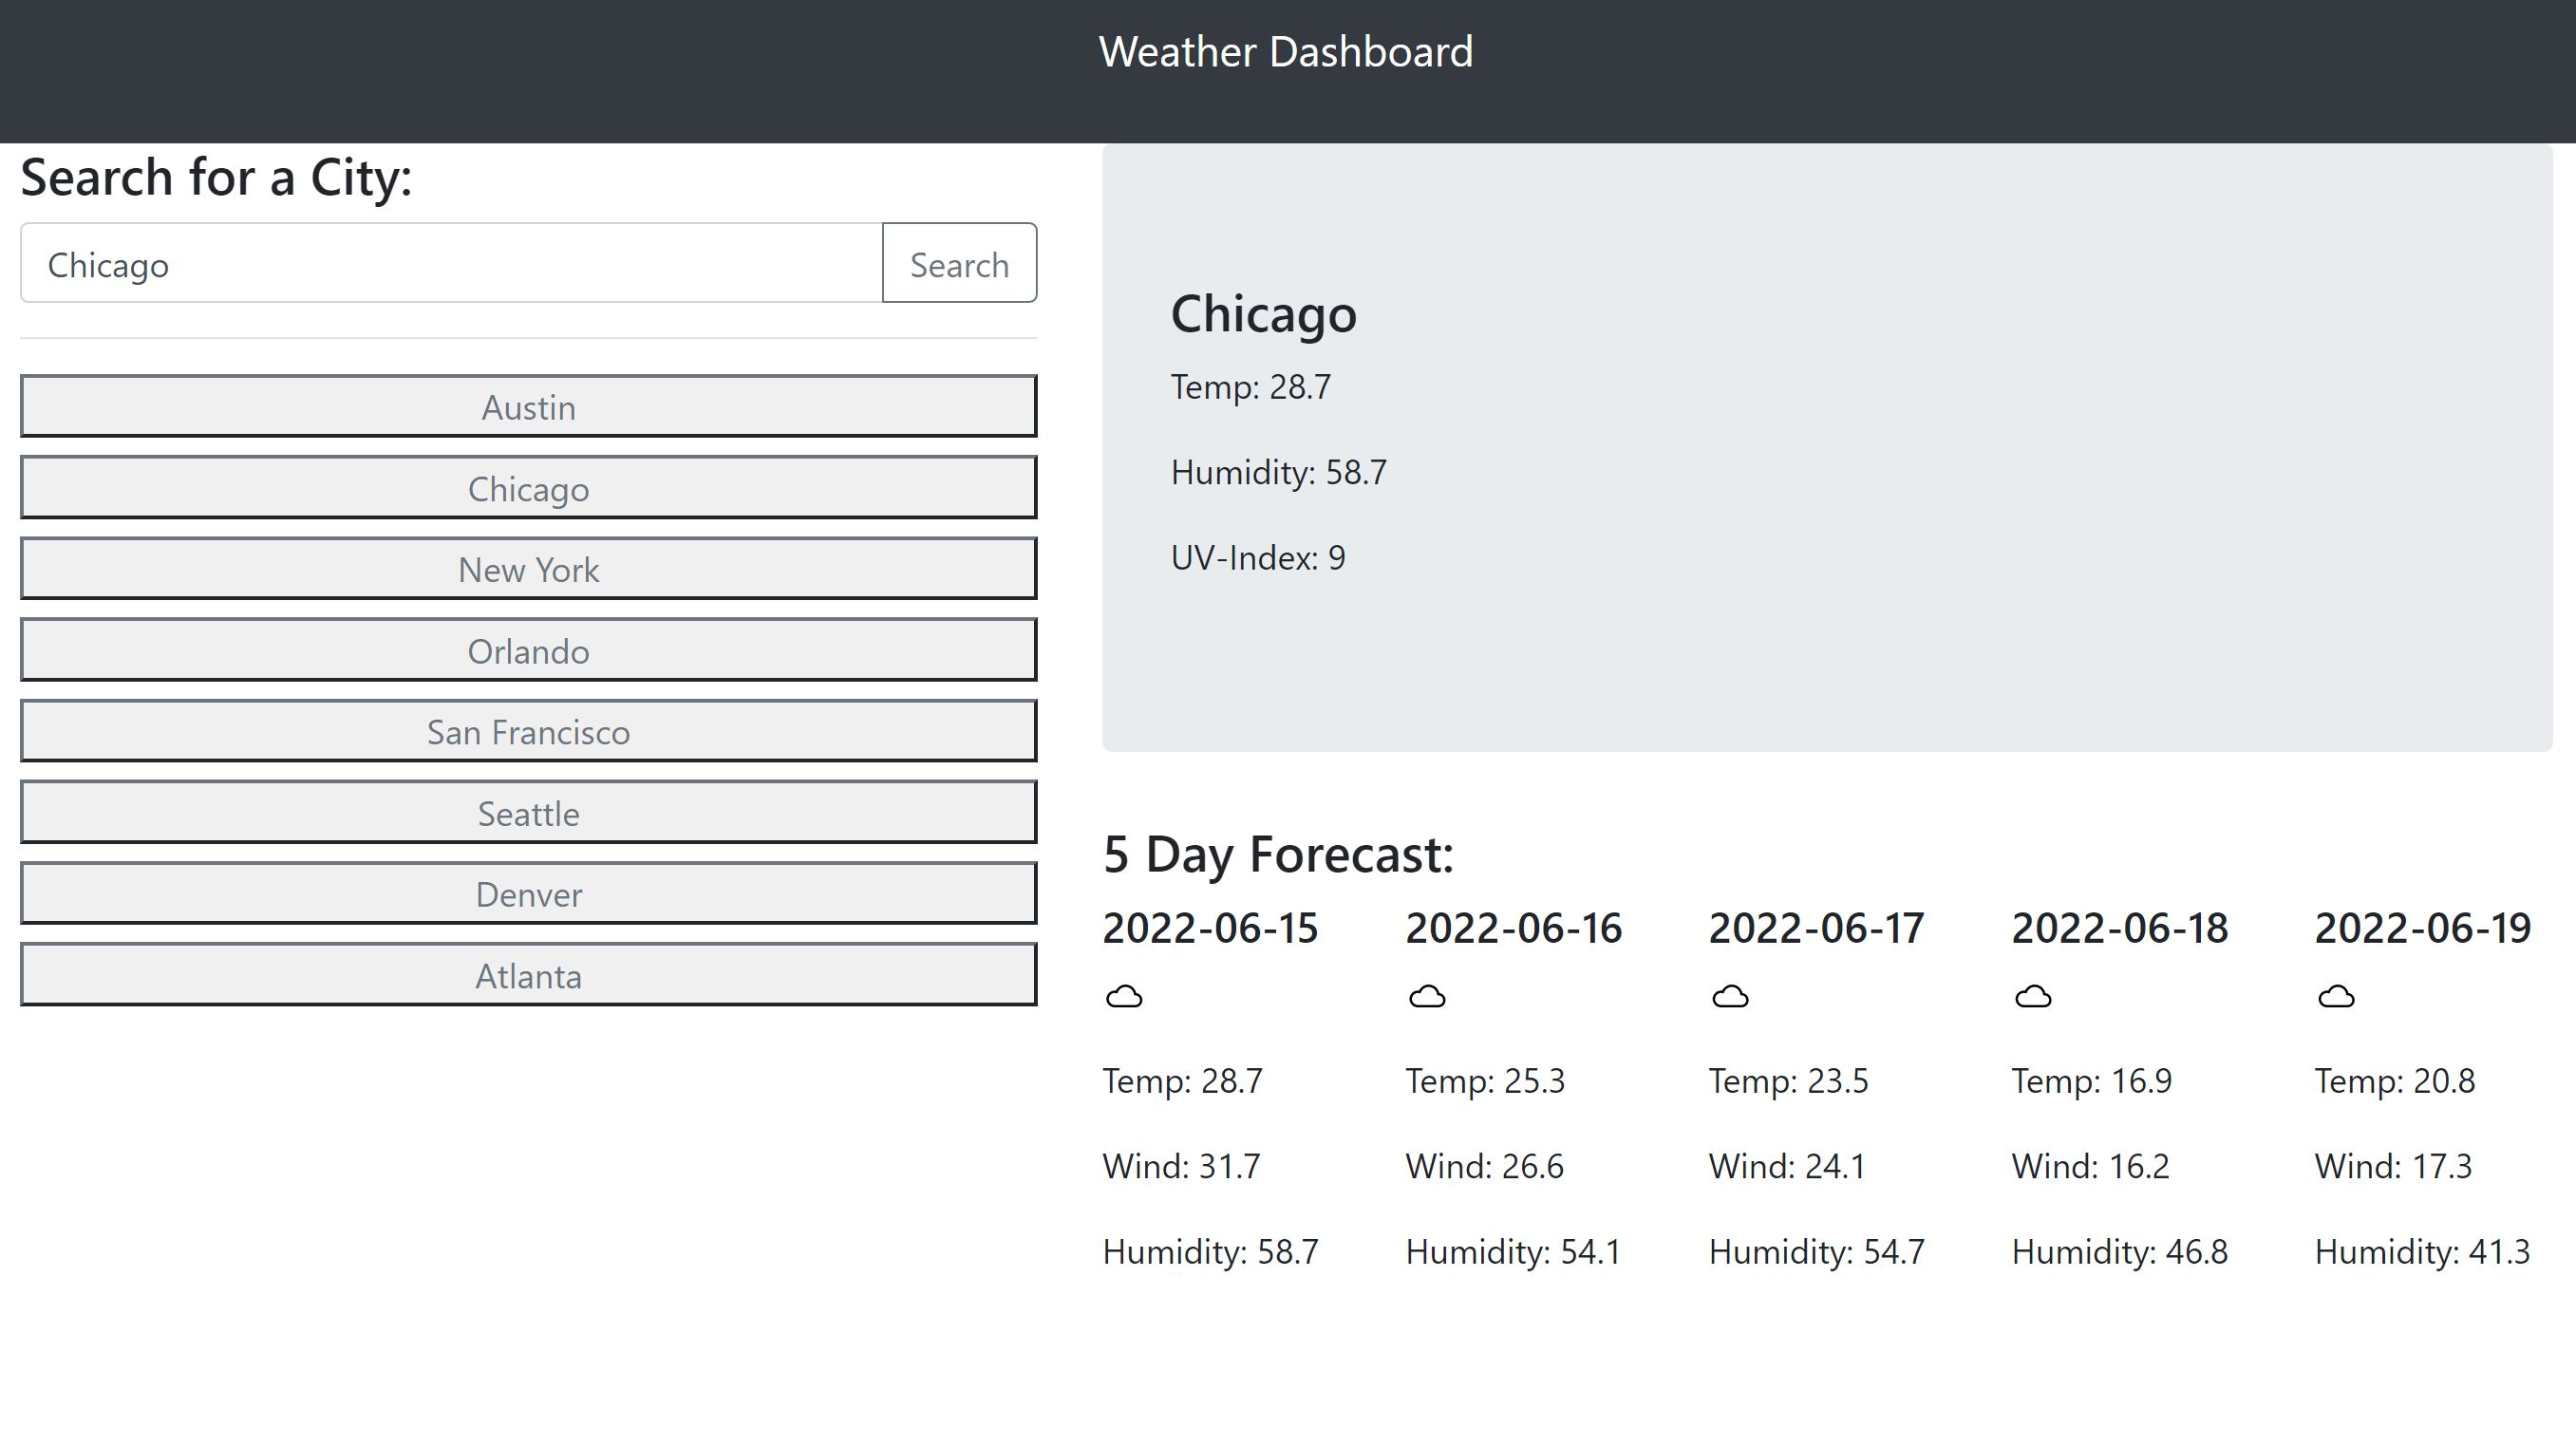 Weather Dashboard
Search for a City:
Chicago
Search
Austin
Chicago
New York
Orlando
San Francisco
Seattle
Denver
Atlanta
Chicago
Temp: 28.7
Humidity: 58.7
UV-Index: 9
5 Day Forecast:
2022-06-15
Temp: 28.7
Wind: 31.7
Humidity: 58.7
2022-06-16
Temp: 25.3
Wind: 26.6
Humidity: 54.1
2022-06-17
Temp: 23.5
Wind: 24.1
Humidity: 54.7
2022-06-18
Temp: 16.9
Wind: 16.2
Humidity: 46.8
2022-06-19
Temp: 20.8
Wind: 17.3
Humidity: 41.3